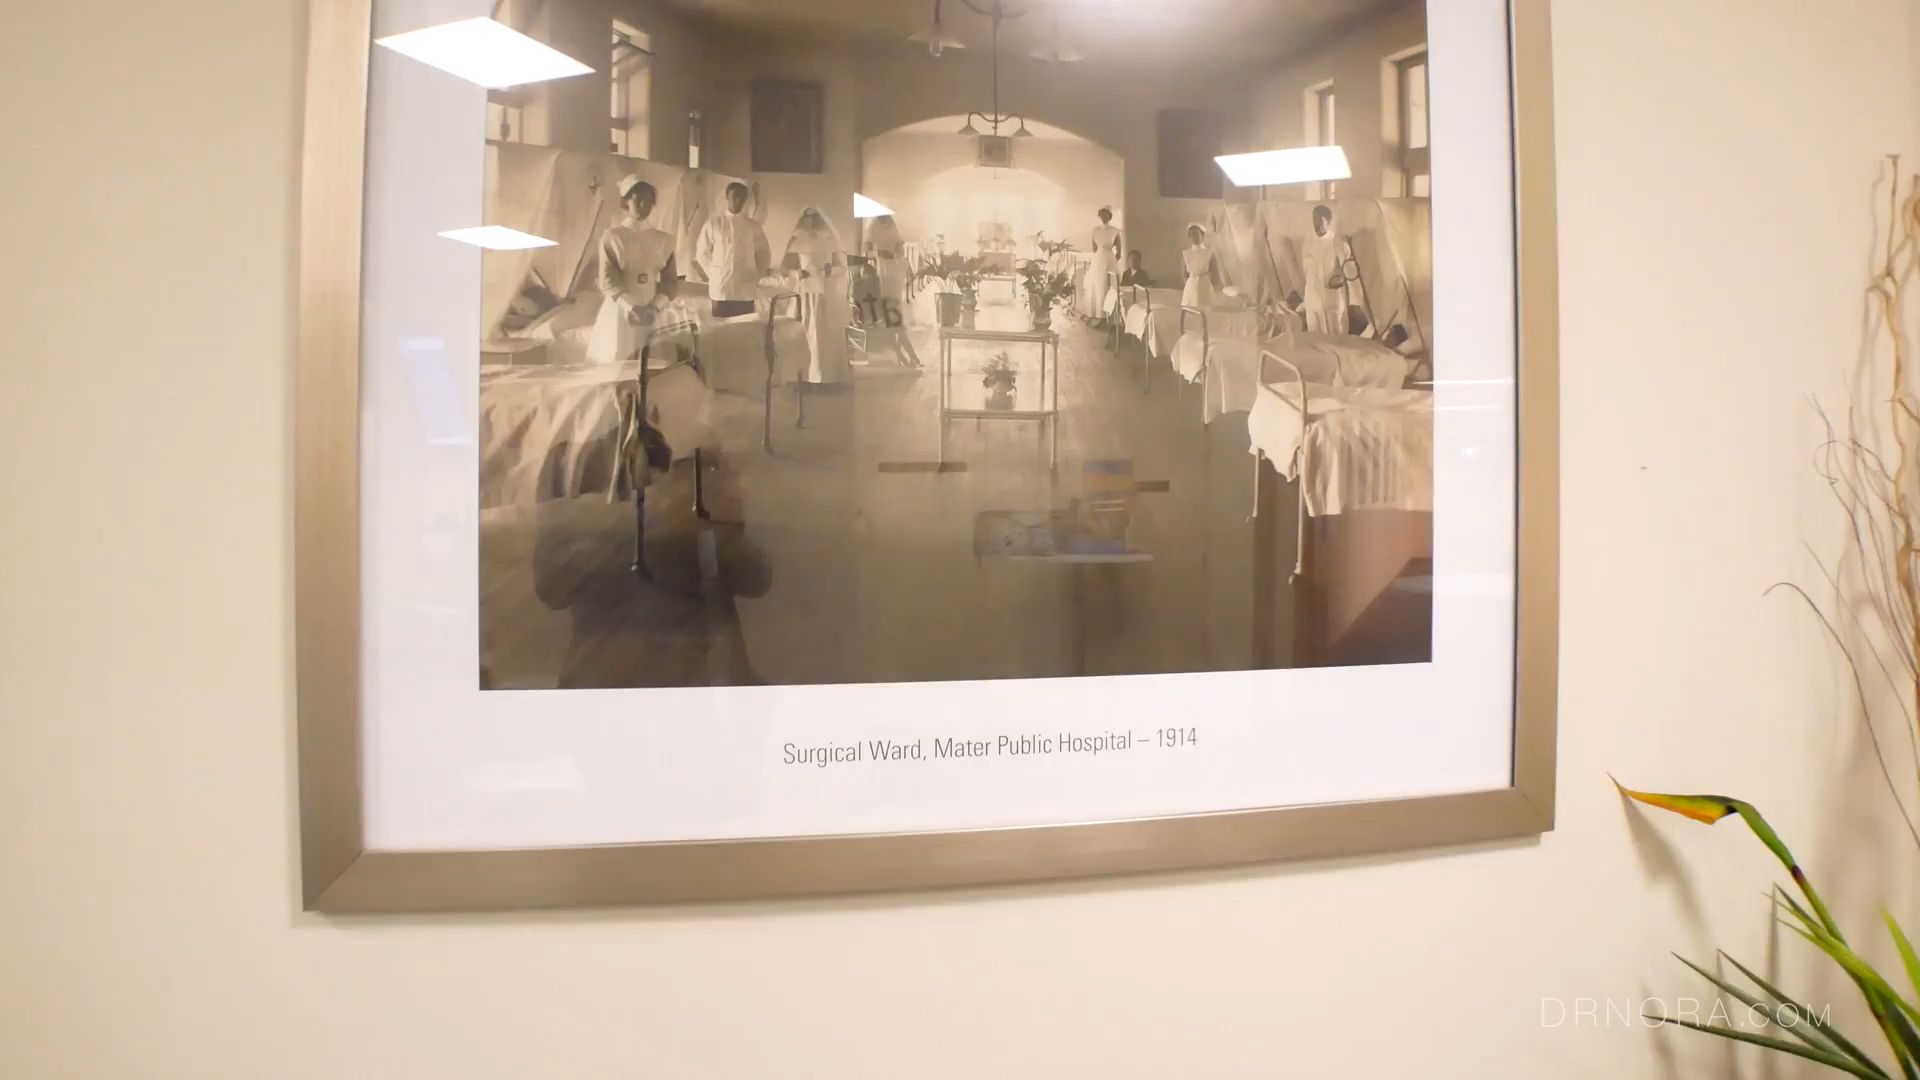 Surgical Ward, Mater Public Hospital – 1914
DRNORA.COM